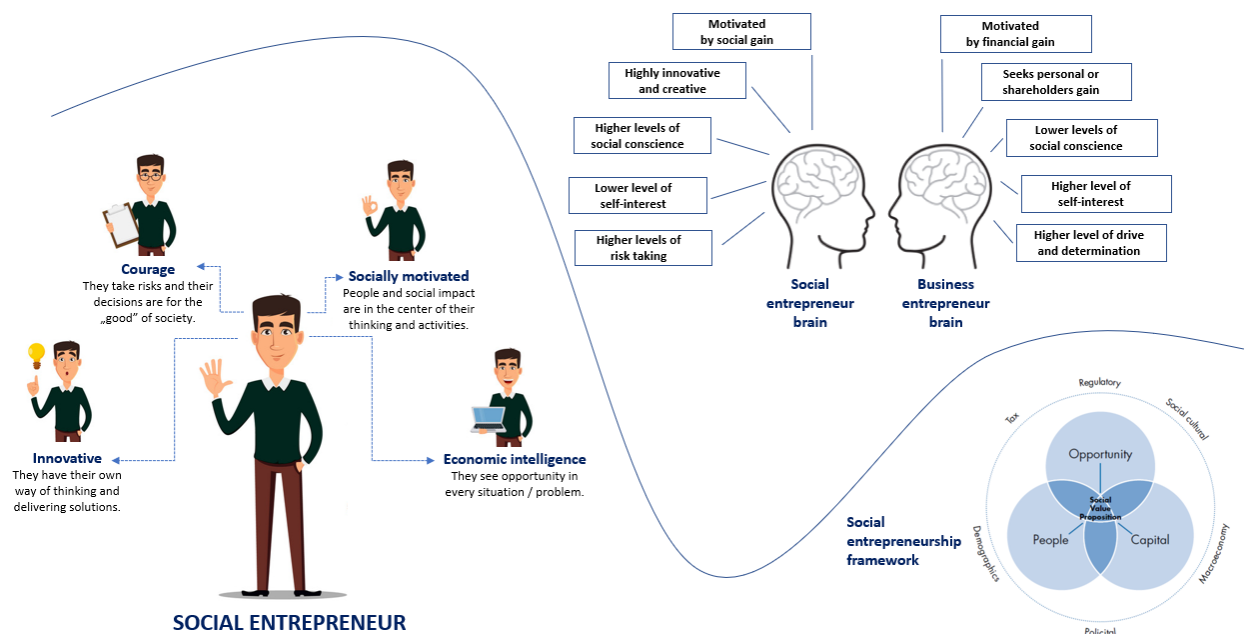 Courage
They take risks and their
decisions are for the
„good” of society.
Socially motivated
People and social impact
are in the center of their
thinking and activities.
Innovative
They have their own
way of thinking and
delivering solutions.
Economic intelligence
They see opportunity in
every situation / problem.
SOCIAL ENTREPRENEUR
Motivated
by social gain
Highly innovative
and creative
Higher levels of
social conscience
Lower level of
self-interest
Higher levels of
risk taking
Social
entrepreneur
brain
Motivated
by financial gain
Seeks personal or
shareholders gain
Lower levels of
social conscience
Higher level of
self-interest
Higher level of drive
and determination
Business
entrepreneur
brain
Social
entrepreneurship
framework
Regulatory
Tax
Social cultural
Opportunity
Social
Value
Proposition
People
Capital
Demographics
Macroeconomy
Policital